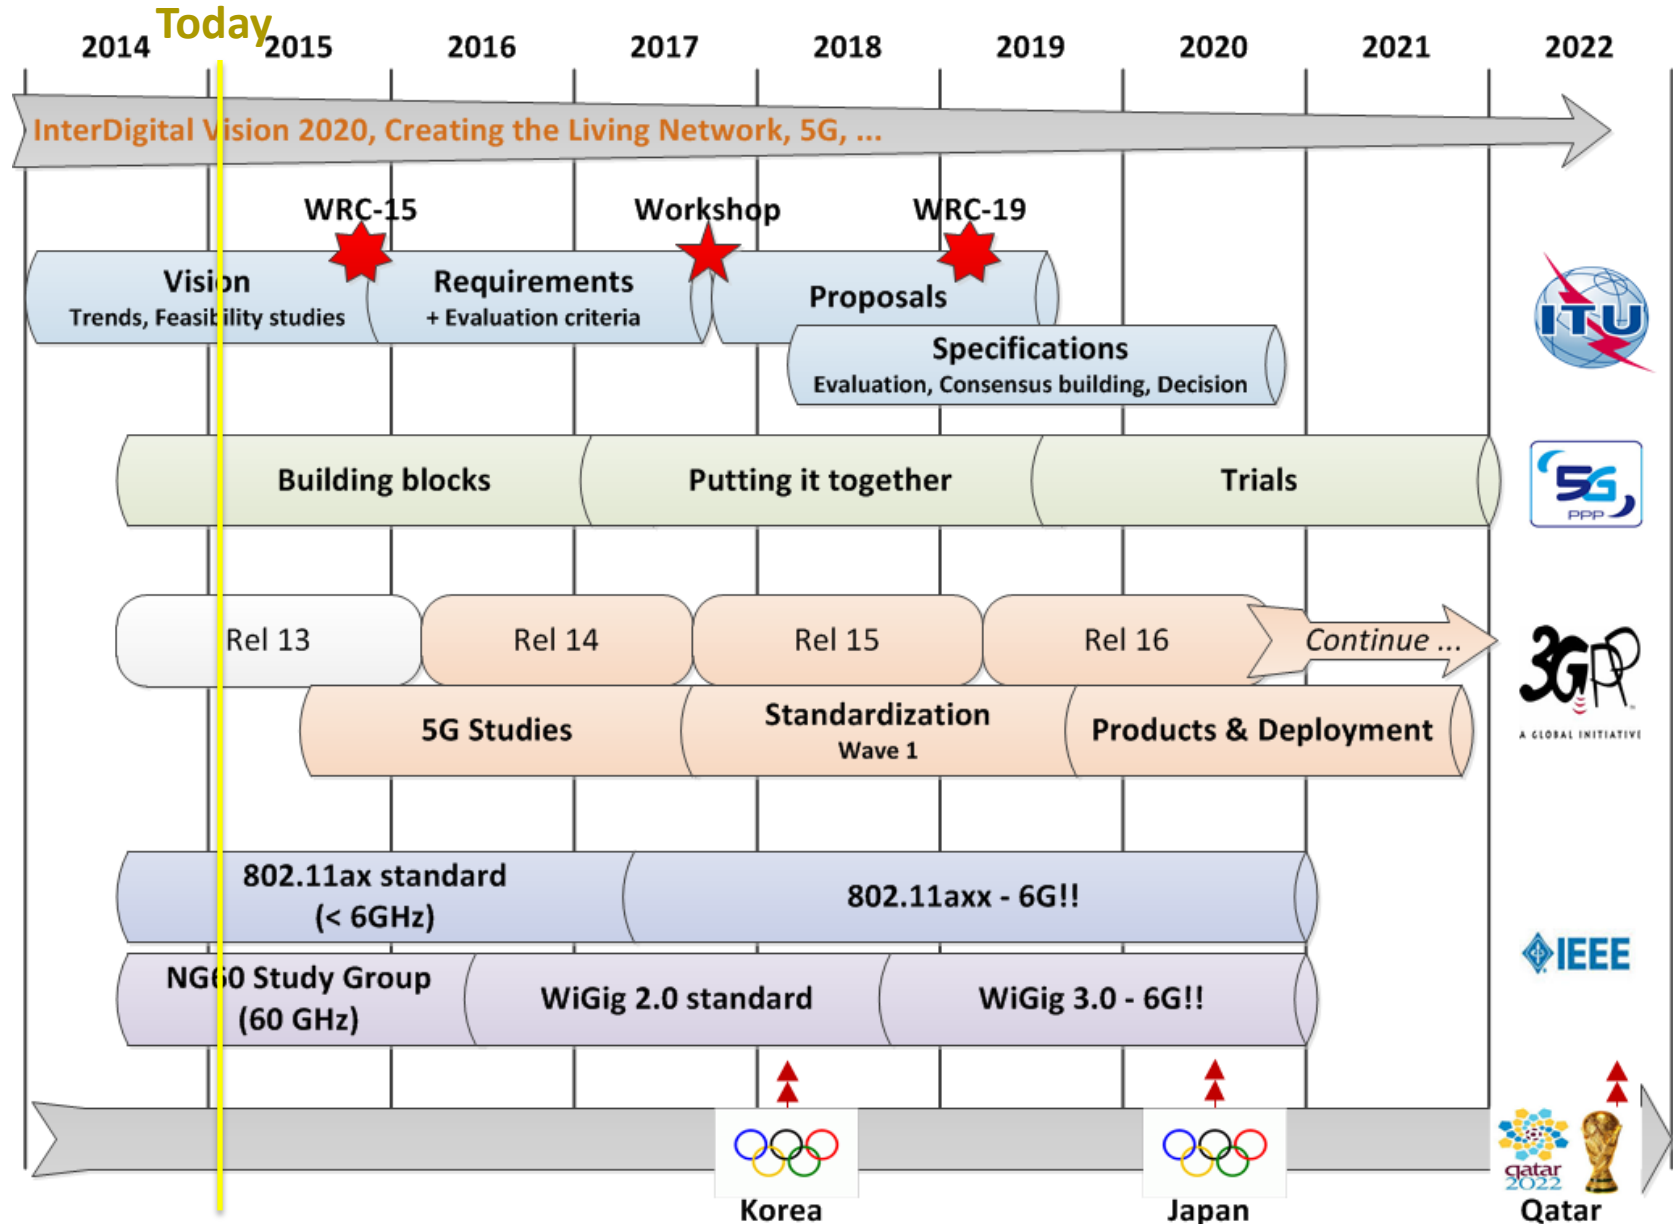 Today
2014 2015 2016 2017 2018 2019 2020 2021 2022
InterDigital Vision 2020, Creating the Living Network, 5G, ...
WRC-15 Workshop WRC-19
Vision
Trends, Feasibility studies
Requirements
+ Evaluation criteria
Proposals
Specifications
Evaluation, Consensus building, Decision
ITU
Building blocks
Putting it together
Trials
5G
PPP
Rel 13
Rel 14
Rel 15
Rel 16
Continue ...
5G Studies
Standardization
Wave 1
Products & Deployment
3GPP
A GLOBAL INITIATIVE
802.11ax standard
(< 6GHz)
802.11axx - 6G!!
NG60 Study Group
(60 GHz)
WiGig 2.0 standard
WiGig 3.0 - 6G!!
IEEE
qatar
2022
Korea
Japan
Qatar